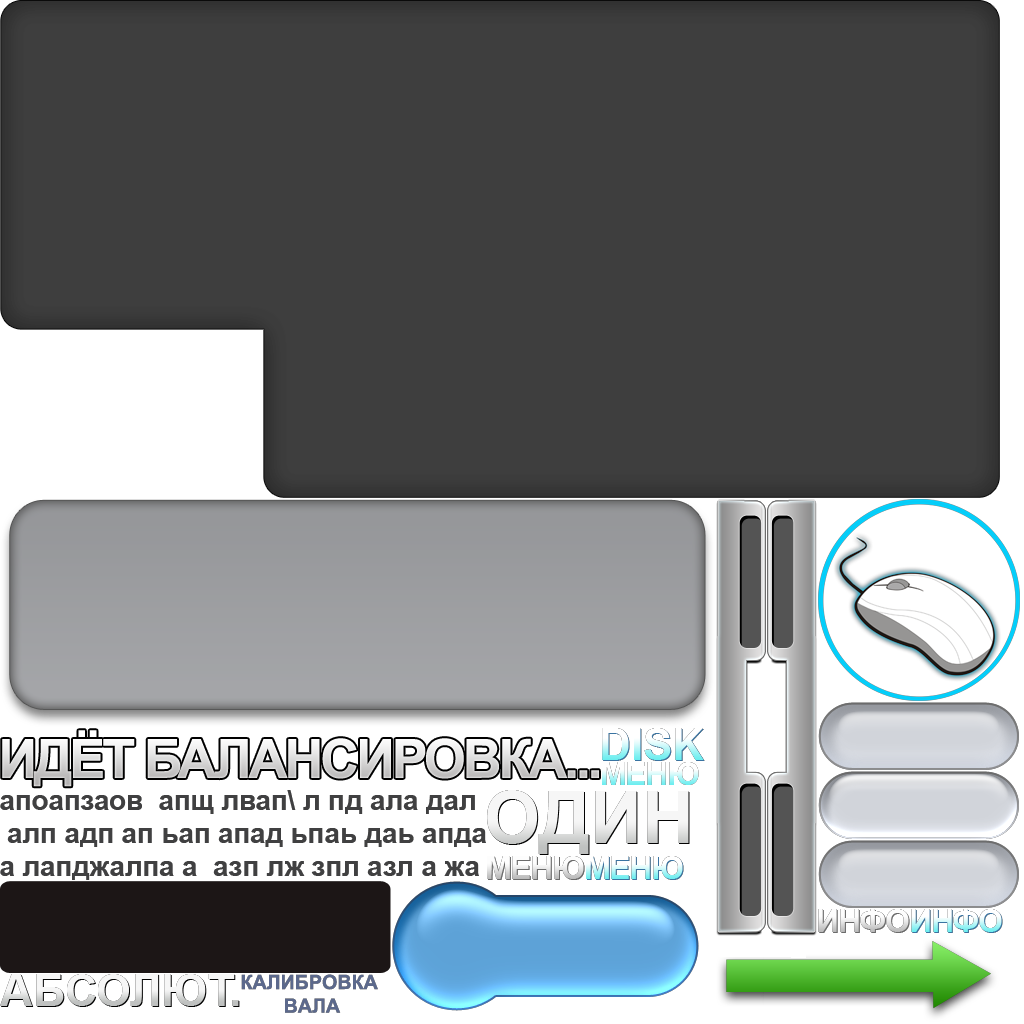 ИДЁТ БАЛАНСИРОВКА...
DISK
МЕНЮ
апоапзаов апщ лвап\ л пд ала дал
алп адп ап ьап апад ьпаь даь апда
а лапджалпа а азп лж зпл азл а жа
ОДИН
МЕНЮМЕНЮ
ИНФОИНФО
АБСОЛЮТ.
КАЛИБРОВКА
ВАЛА